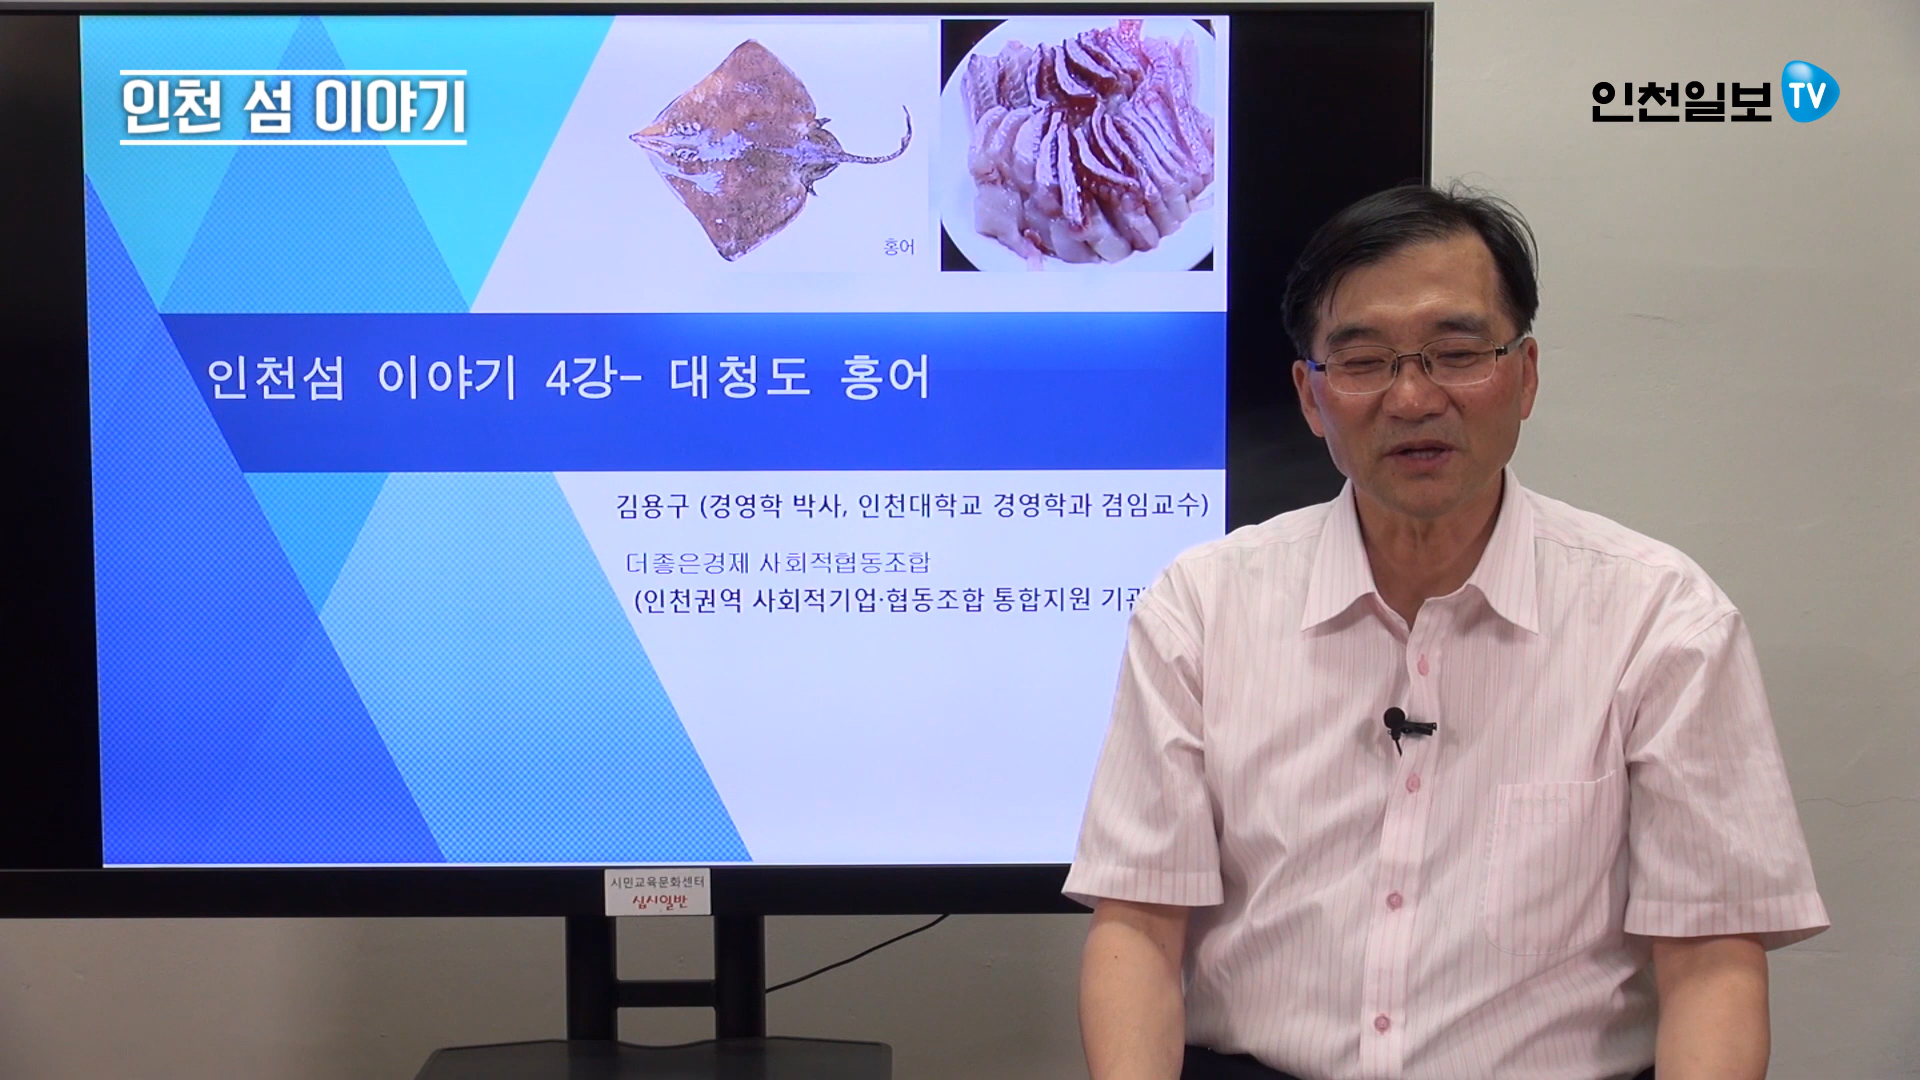 인천 섬 이야기
인천일보 TV
홍어
인천섬 이야기 4강- 대청도 홍어
김용구 (경영학 박사, 인천대학교 경영학과 겸임교수)
더좋은경제 사회적협동조합
(인천권역 사회적기업·협동조합 통합지원 기관
시민교육문화센터
심시일반